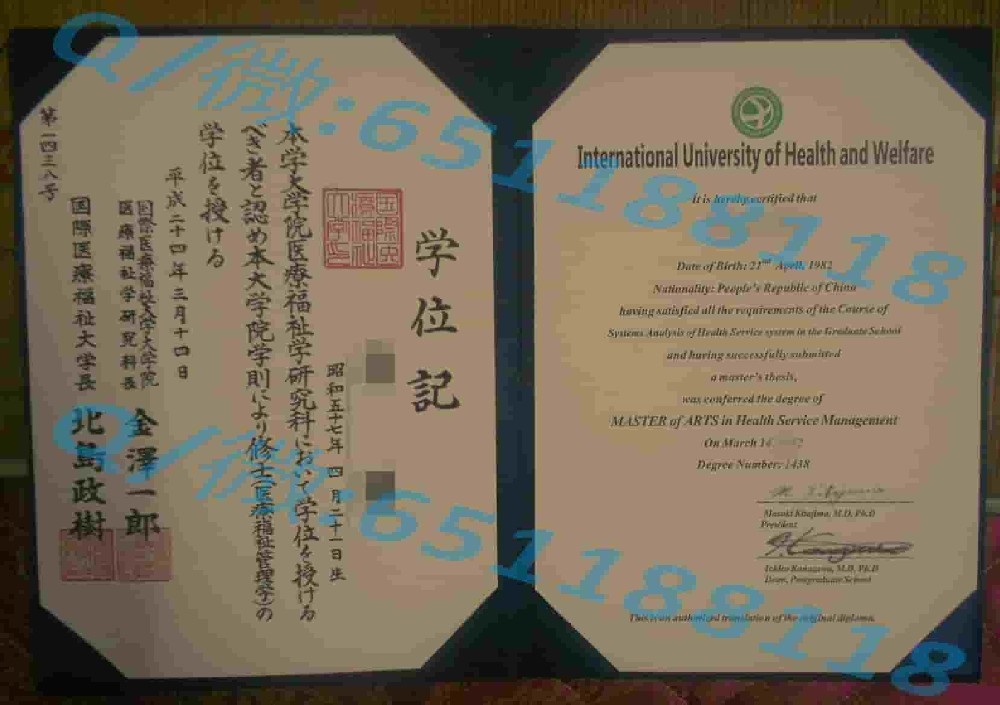 学位記
昭和五十七年四月二十一日生
本学大学院医療福祉学研究科において学位を授ける
べき者と認め本大学院学則により修士(医療福祉管理学)の
学位を授ける
平成二十四年三月十四日
国際医療福祉大学大学院
医療福祉学研究科長
金澤一郎
国際医療福祉大学長
北島政樹
第一四三八号
International University of Health and Welfare
It is hereby certified that
Date of Birth: 21nd April, 1982
Nationality: People's Republic of China
having satisfied all the requirements of the Course of
Systems Analysis of Health Service system in the Graduate School
and having successfully submitted
a master's thesis,
was conferred the degree of
MASTER of ARTS in Health Service Management
On March 14
Degree Number: 1438
Masaki Kitajima, M.D, Ph.D
President
Ichiro Kanazawa, M.D, Ph.D
Dean, Postgraduate School
This is an authorized translation of the original diploma.
Q/微:651188118
Q/微:651188118